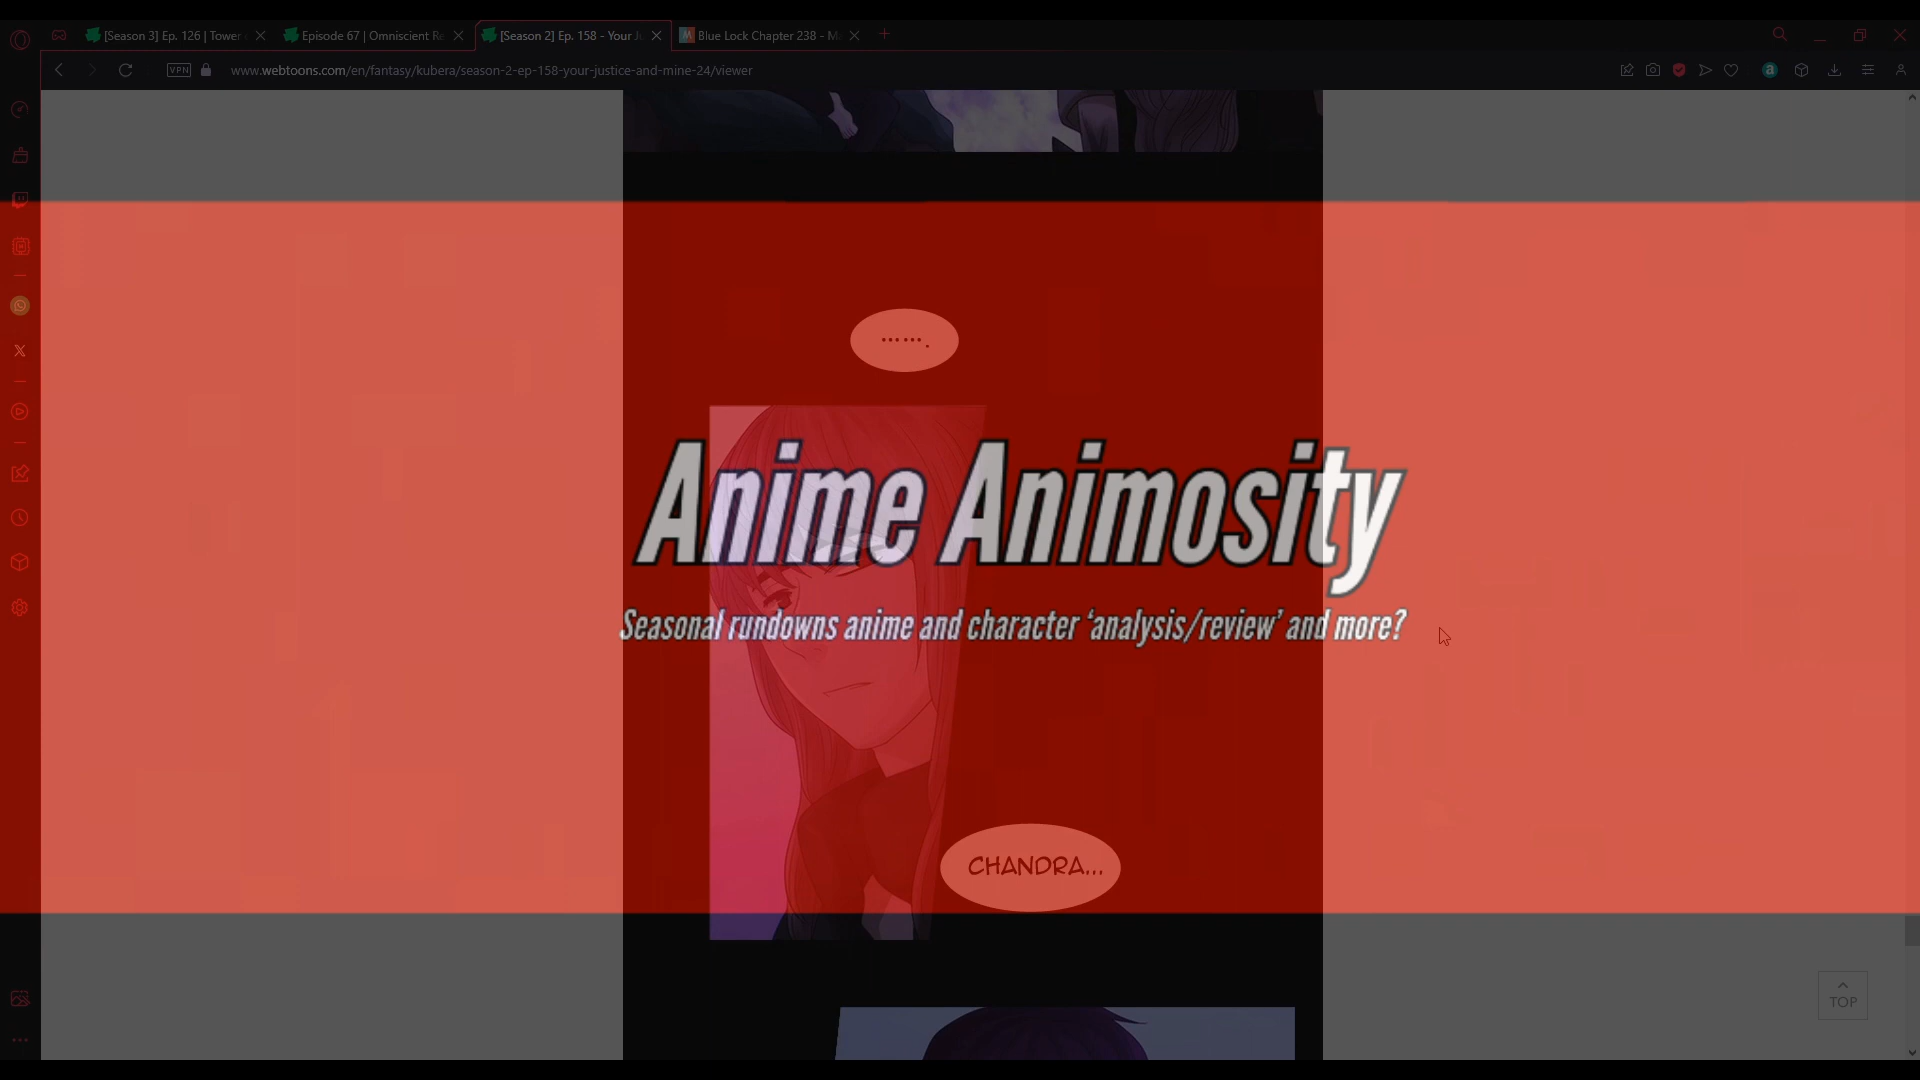 [Season 3] Ep. 126 | Tower
Episode 67 | Omniscient Re
[Season 2] Ep. 158 - Your J
Blue Lock Chapter 238 - M
VPN
www.webtoons.com/en/fantasy/kubera/season-2-ep-158-your-justice-and-mine-24/viewer
.......
Anime Animosity
Seasonal rundowns anime and character ‘analysis/review’ and more?
CHANDRA...
TOP